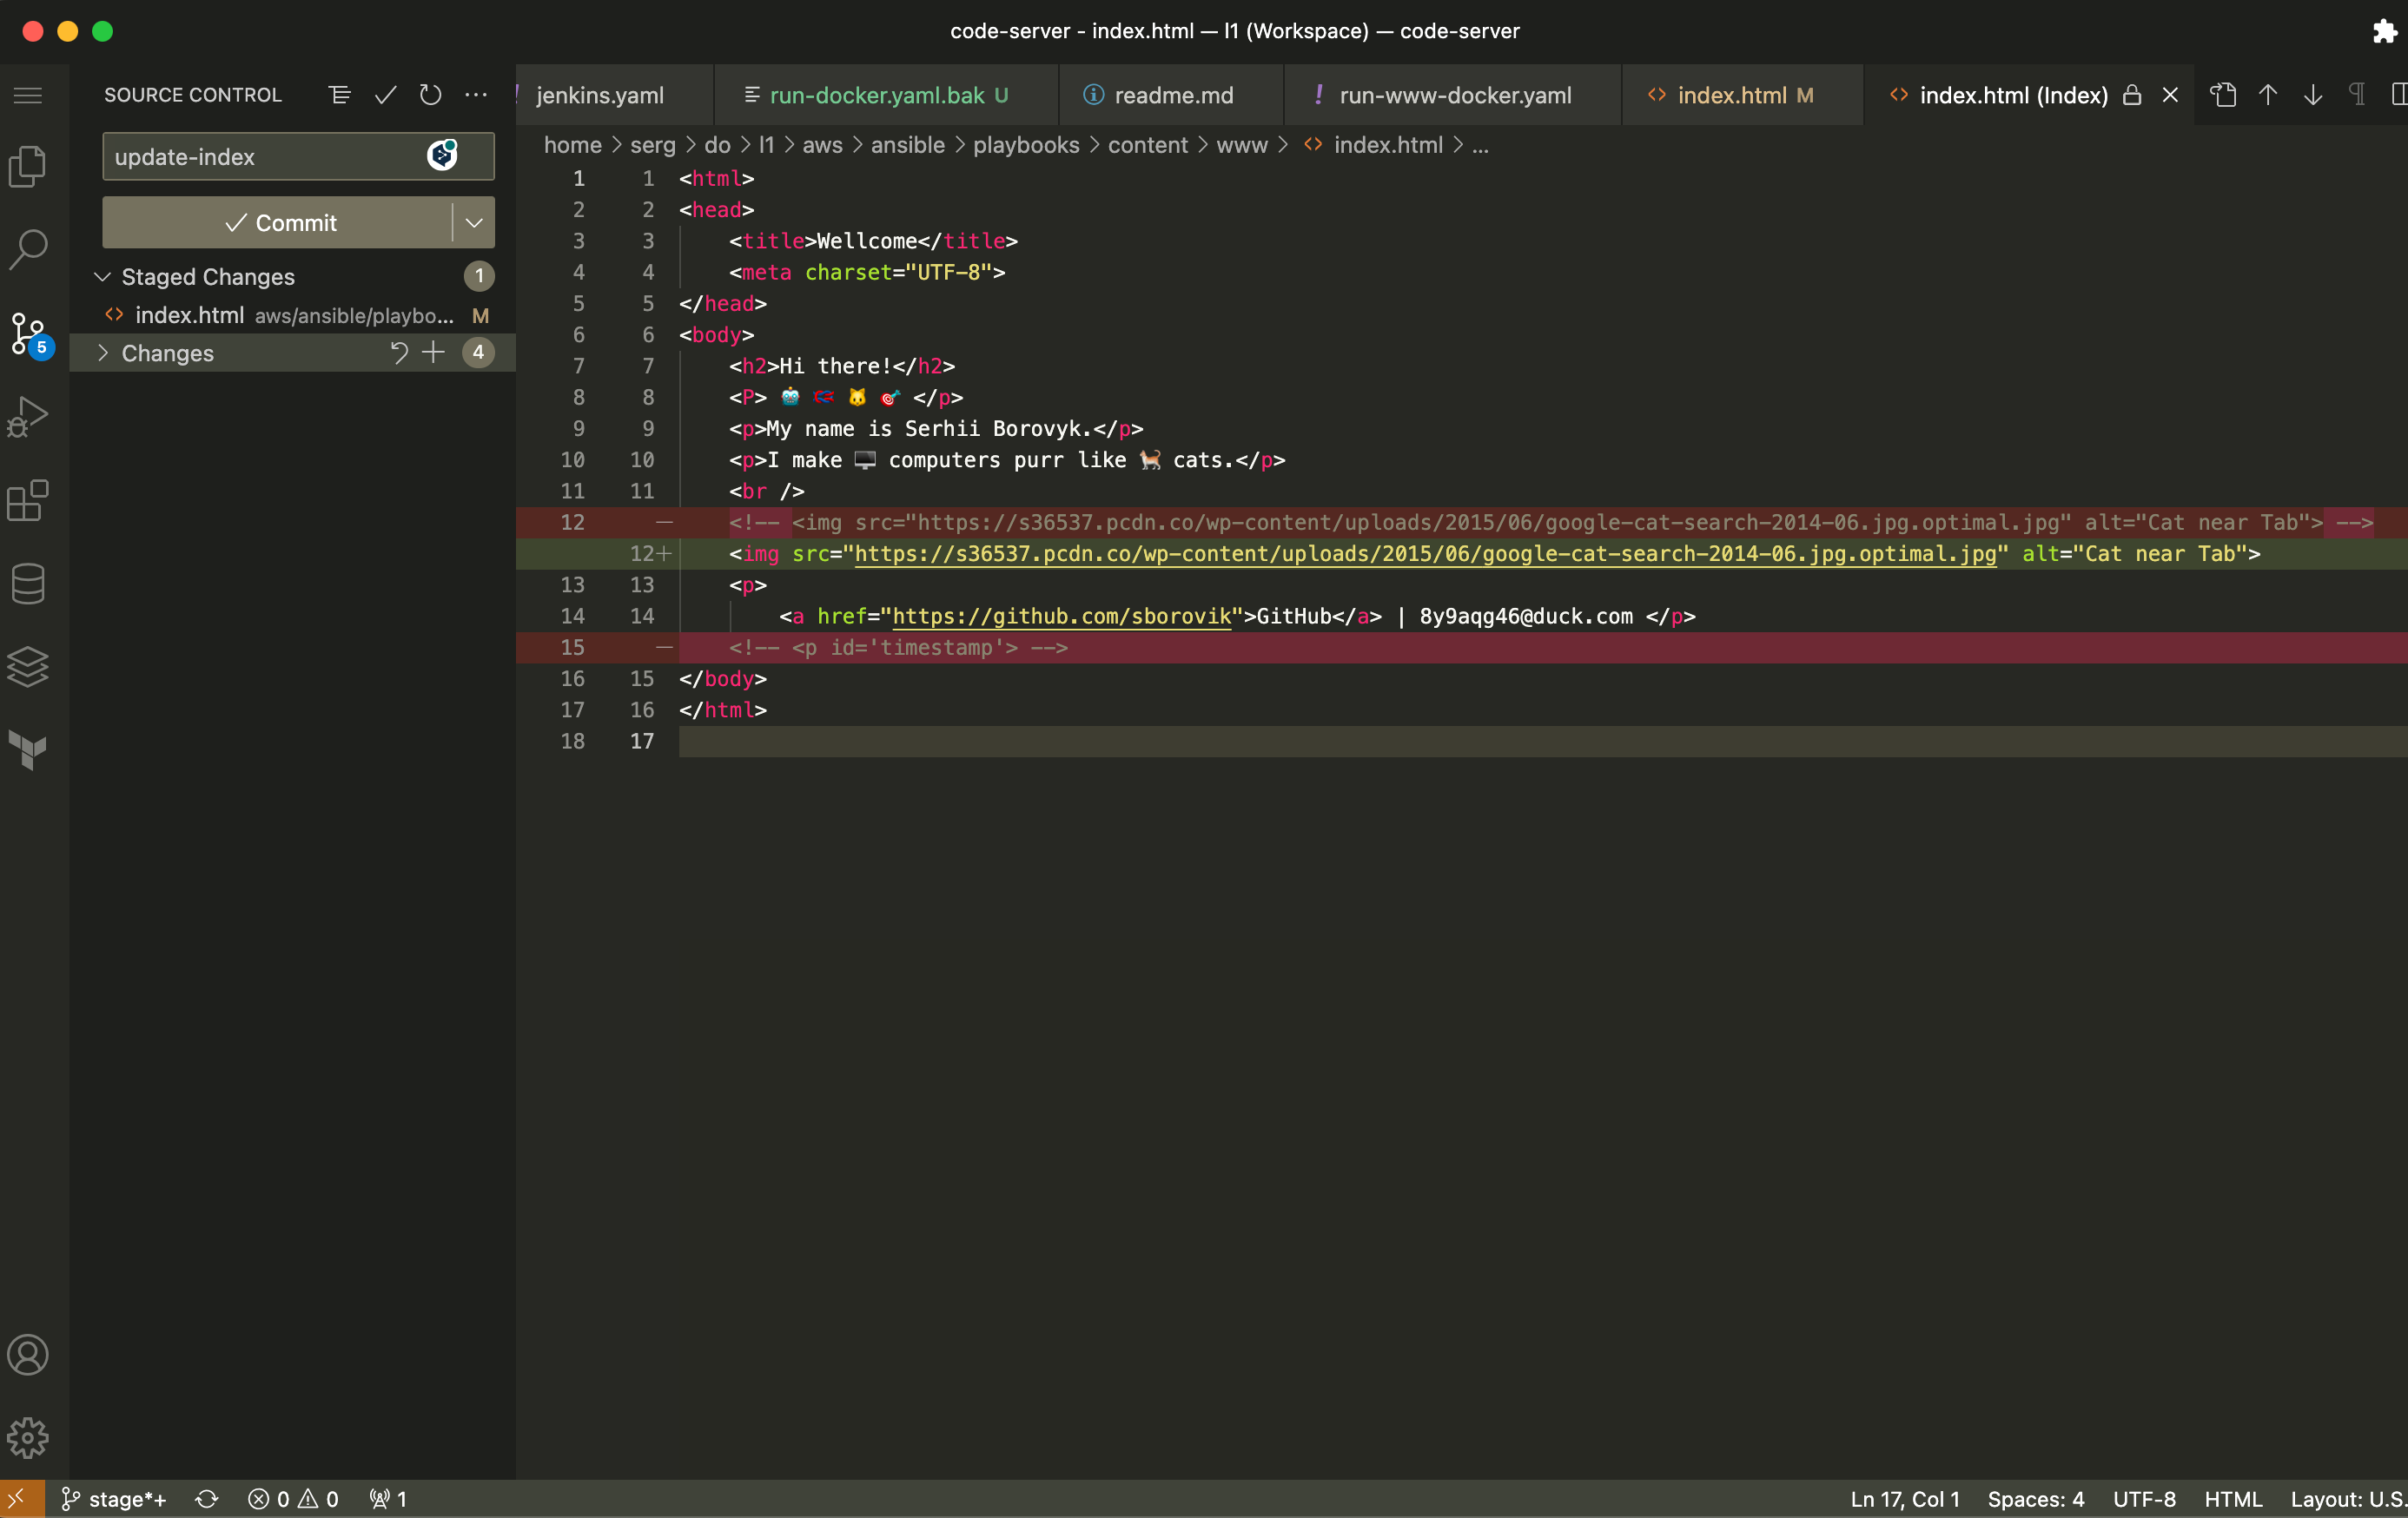 code-server - index.html — l1 (Workspace) — code-server
SOURCE CONTROL
jenkins.yaml
run-docker.yaml.bak U
readme.md
! run-www-docker.yaml
index.html M
index.html (Index)
home > serg > do > l1 > aws > ansible > playbooks > content > www > index.html > ...
update-index
Commit
Staged Changes 1
index.html aws/ansible/playbo... M
Changes 4
5
1 1 <html>
2 2 <head>
3 3 <title>Wellcome</title>
4 4 <meta charset="UTF-8">
5 5 </head>
6 6 <body>
7 7 <h2>Hi there!</h2>
8 8 <P> 🤖 🪢 🐱 🎯 </p>
9 9 <p>My name is Serhii Borovyk.</p>
10 10 <p>I make 🖥️ computers purr like 🐈 cats.</p>
11 11 <br />
12 — <!-- <img src="https://s36537.pcdn.co/wp-content/uploads/2015/06/google-cat-search-2014-06.jpg.optimal.jpg" alt="Cat near Tab"> -->
12+ <img src="https://s36537.pcdn.co/wp-content/uploads/2015/06/google-cat-search-2014-06.jpg.optimal.jpg" alt="Cat near Tab">
13 13 <p>
14 14 <a href="https://github.com/sborovik">GitHub</a> | 8y9aqg46@duck.com </p>
15 — <!-- <p id='timestamp'> -->
16 15 </body>
17 16 </html>
18 17
stage*+ 0 0 1 Ln 17, Col 1 Spaces: 4 UTF-8 HTML Layout: U.S.